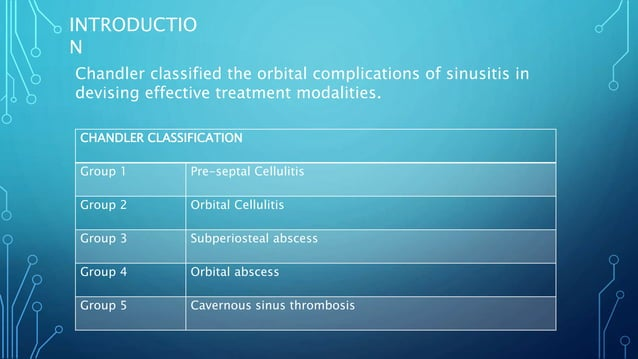 INTRODUCTIO
N
Chandler classified the orbital complications of sinusitis in
devising effective treatment modalities.
CHANDLER CLASSIFICATION
Group 1 Pre-septal Cellulitis
Group 2 Orbital Cellulitis
Group 3 Subperiosteal abscess
Group 4 Orbital abscess
Group 5 Cavernous sinus thrombosis